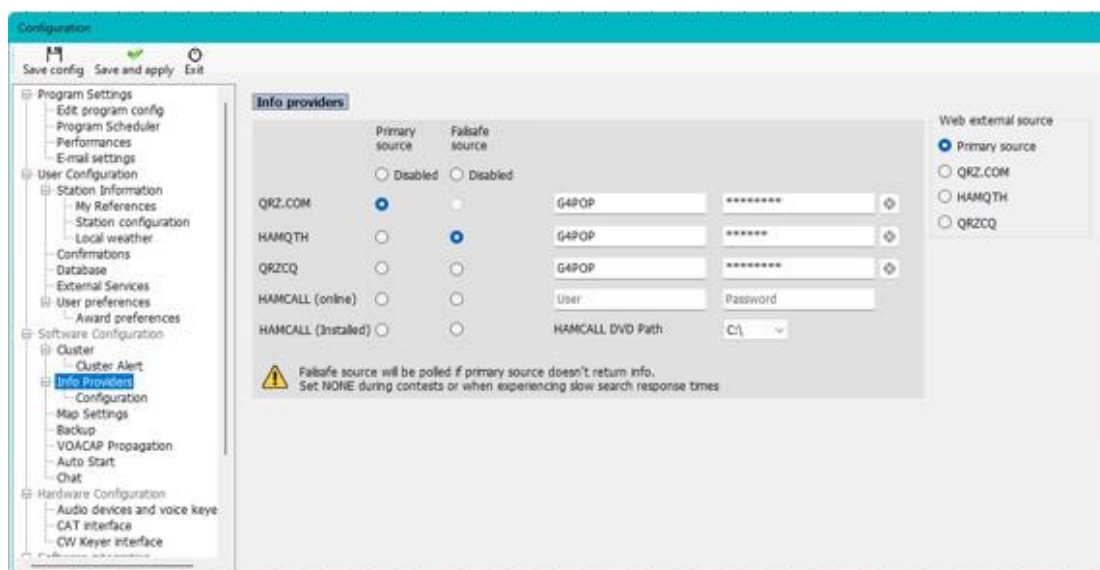 Configuration
Save config Save and apply Exit
Program Settings
Edit program config
Program Scheduler
Performances
E-mail settings
User Configuration
Station Information
My References
Station configuration
Local weather
Confirmations
Database
External Services
User preferences
Award preferences
Software Configuration
Cluster
Cluster Alert
Info Providers
Configuration
Map Settings
Backup
VOACAP Propagation
Auto Start
Chat
Hardware Configuration
Audio devices and voice keye
CAT interface
CW Keyer interface
Info providers
Primary source Failsafe source
Disabled Disabled
QRZ.COM G4POP ********
HAMQTH G4POP ******
QRZCQ G4POP ********
HAMCALL (online) User Password
HAMCALL (Installed) HAMCALL DVD Path C:\
Failsafe source will be polled if primary source doesn't return info.
Set NONE during contests or when experiencing slow search response times
Web external source
Primary source
QRZ.COM
HAMQTH
QRZCQ